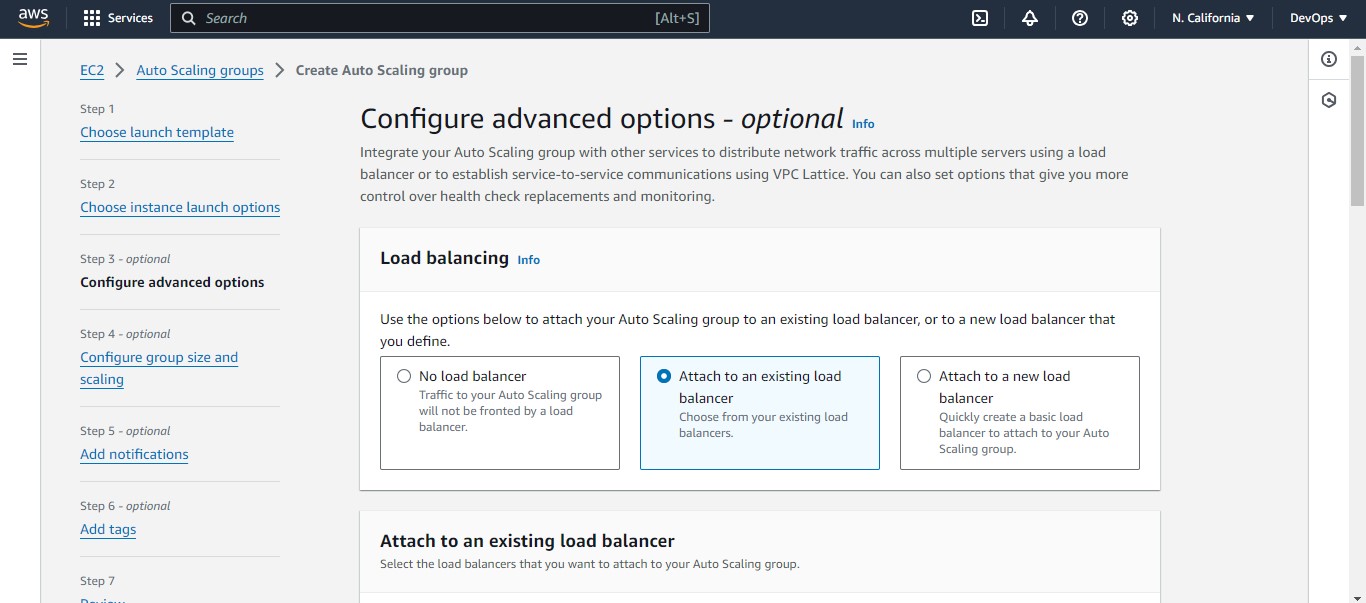 aws
Services
Search
[Alt+S]
N. California
DevOps
EC2
Auto Scaling groups
Create Auto Scaling group
Step 1
Choose launch template
Step 2
Choose instance launch options
Step 3 - optional
Configure advanced options
Step 4 - optional
Configure group size and
scaling
Step 5 - optional
Add notifications
Step 6 - optional
Add tags
Step 7
Review
Configure advanced options - optional Info
Integrate your Auto Scaling group with other services to distribute network traffic across multiple servers using a load
balancer or to establish service-to-service communications using VPC Lattice. You can also set options that give you more
control over health check replacements and monitoring.
Load balancing Info
Use the options below to attach your Auto Scaling group to an existing load balancer, or to a new load balancer that
you define.
No load balancer
Traffic to your Auto Scaling group
will not be fronted by a load
balancer.
Attach to an existing load
balancer
Choose from your existing load
balancers.
Attach to a new load
balancer
Quickly create a basic load
balancer to attach to your Auto
Scaling group.
Attach to an existing load balancer
Select the load balancers that you want to attach to your Auto Scaling group.